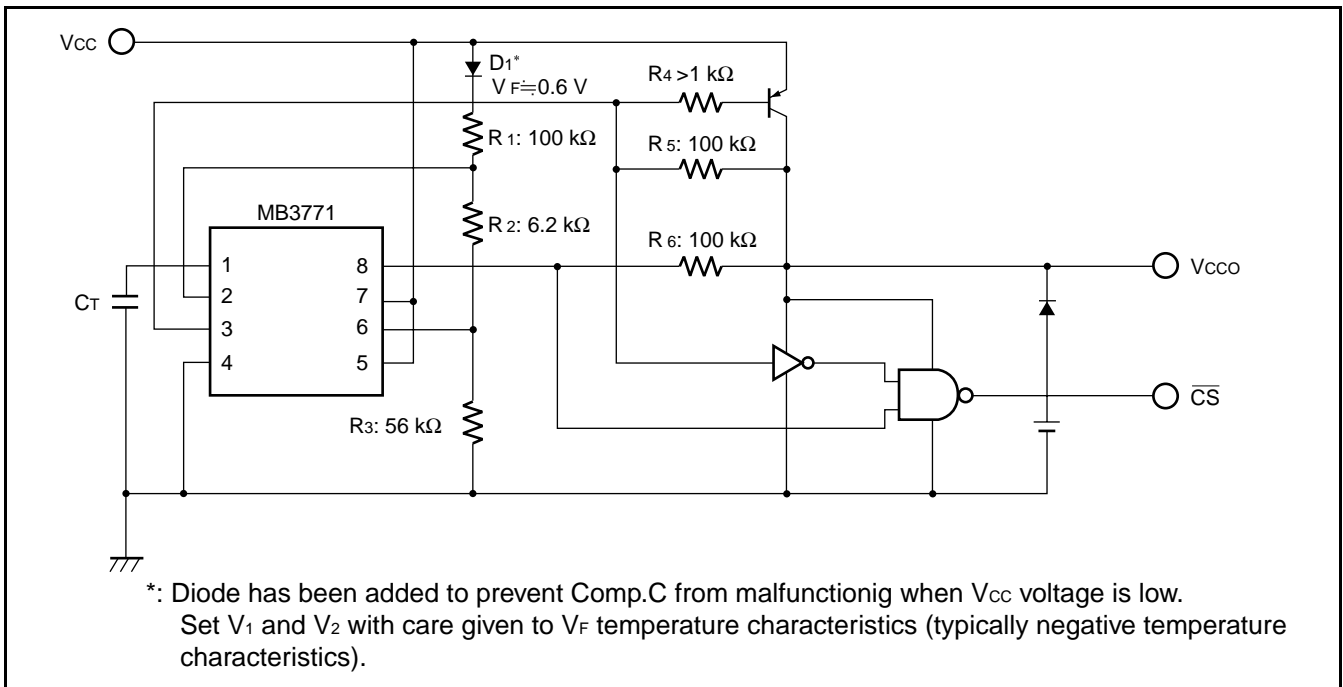 VCC
D1*
VF≒0.6 V
R4 >1 kΩ
R1: 100 kΩ
R5: 100 kΩ
MB3771
R2: 6.2 kΩ
R6: 100 kΩ
VCCO
1
8
2
7
CT
3
6
4
5
CS
R3: 56 kΩ
*: Diode has been added to prevent Comp.C from malfunctionig when VCC voltage is low.
Set V1 and V2 with care given to VF temperature characteristics (typically negative temperature
characteristics).